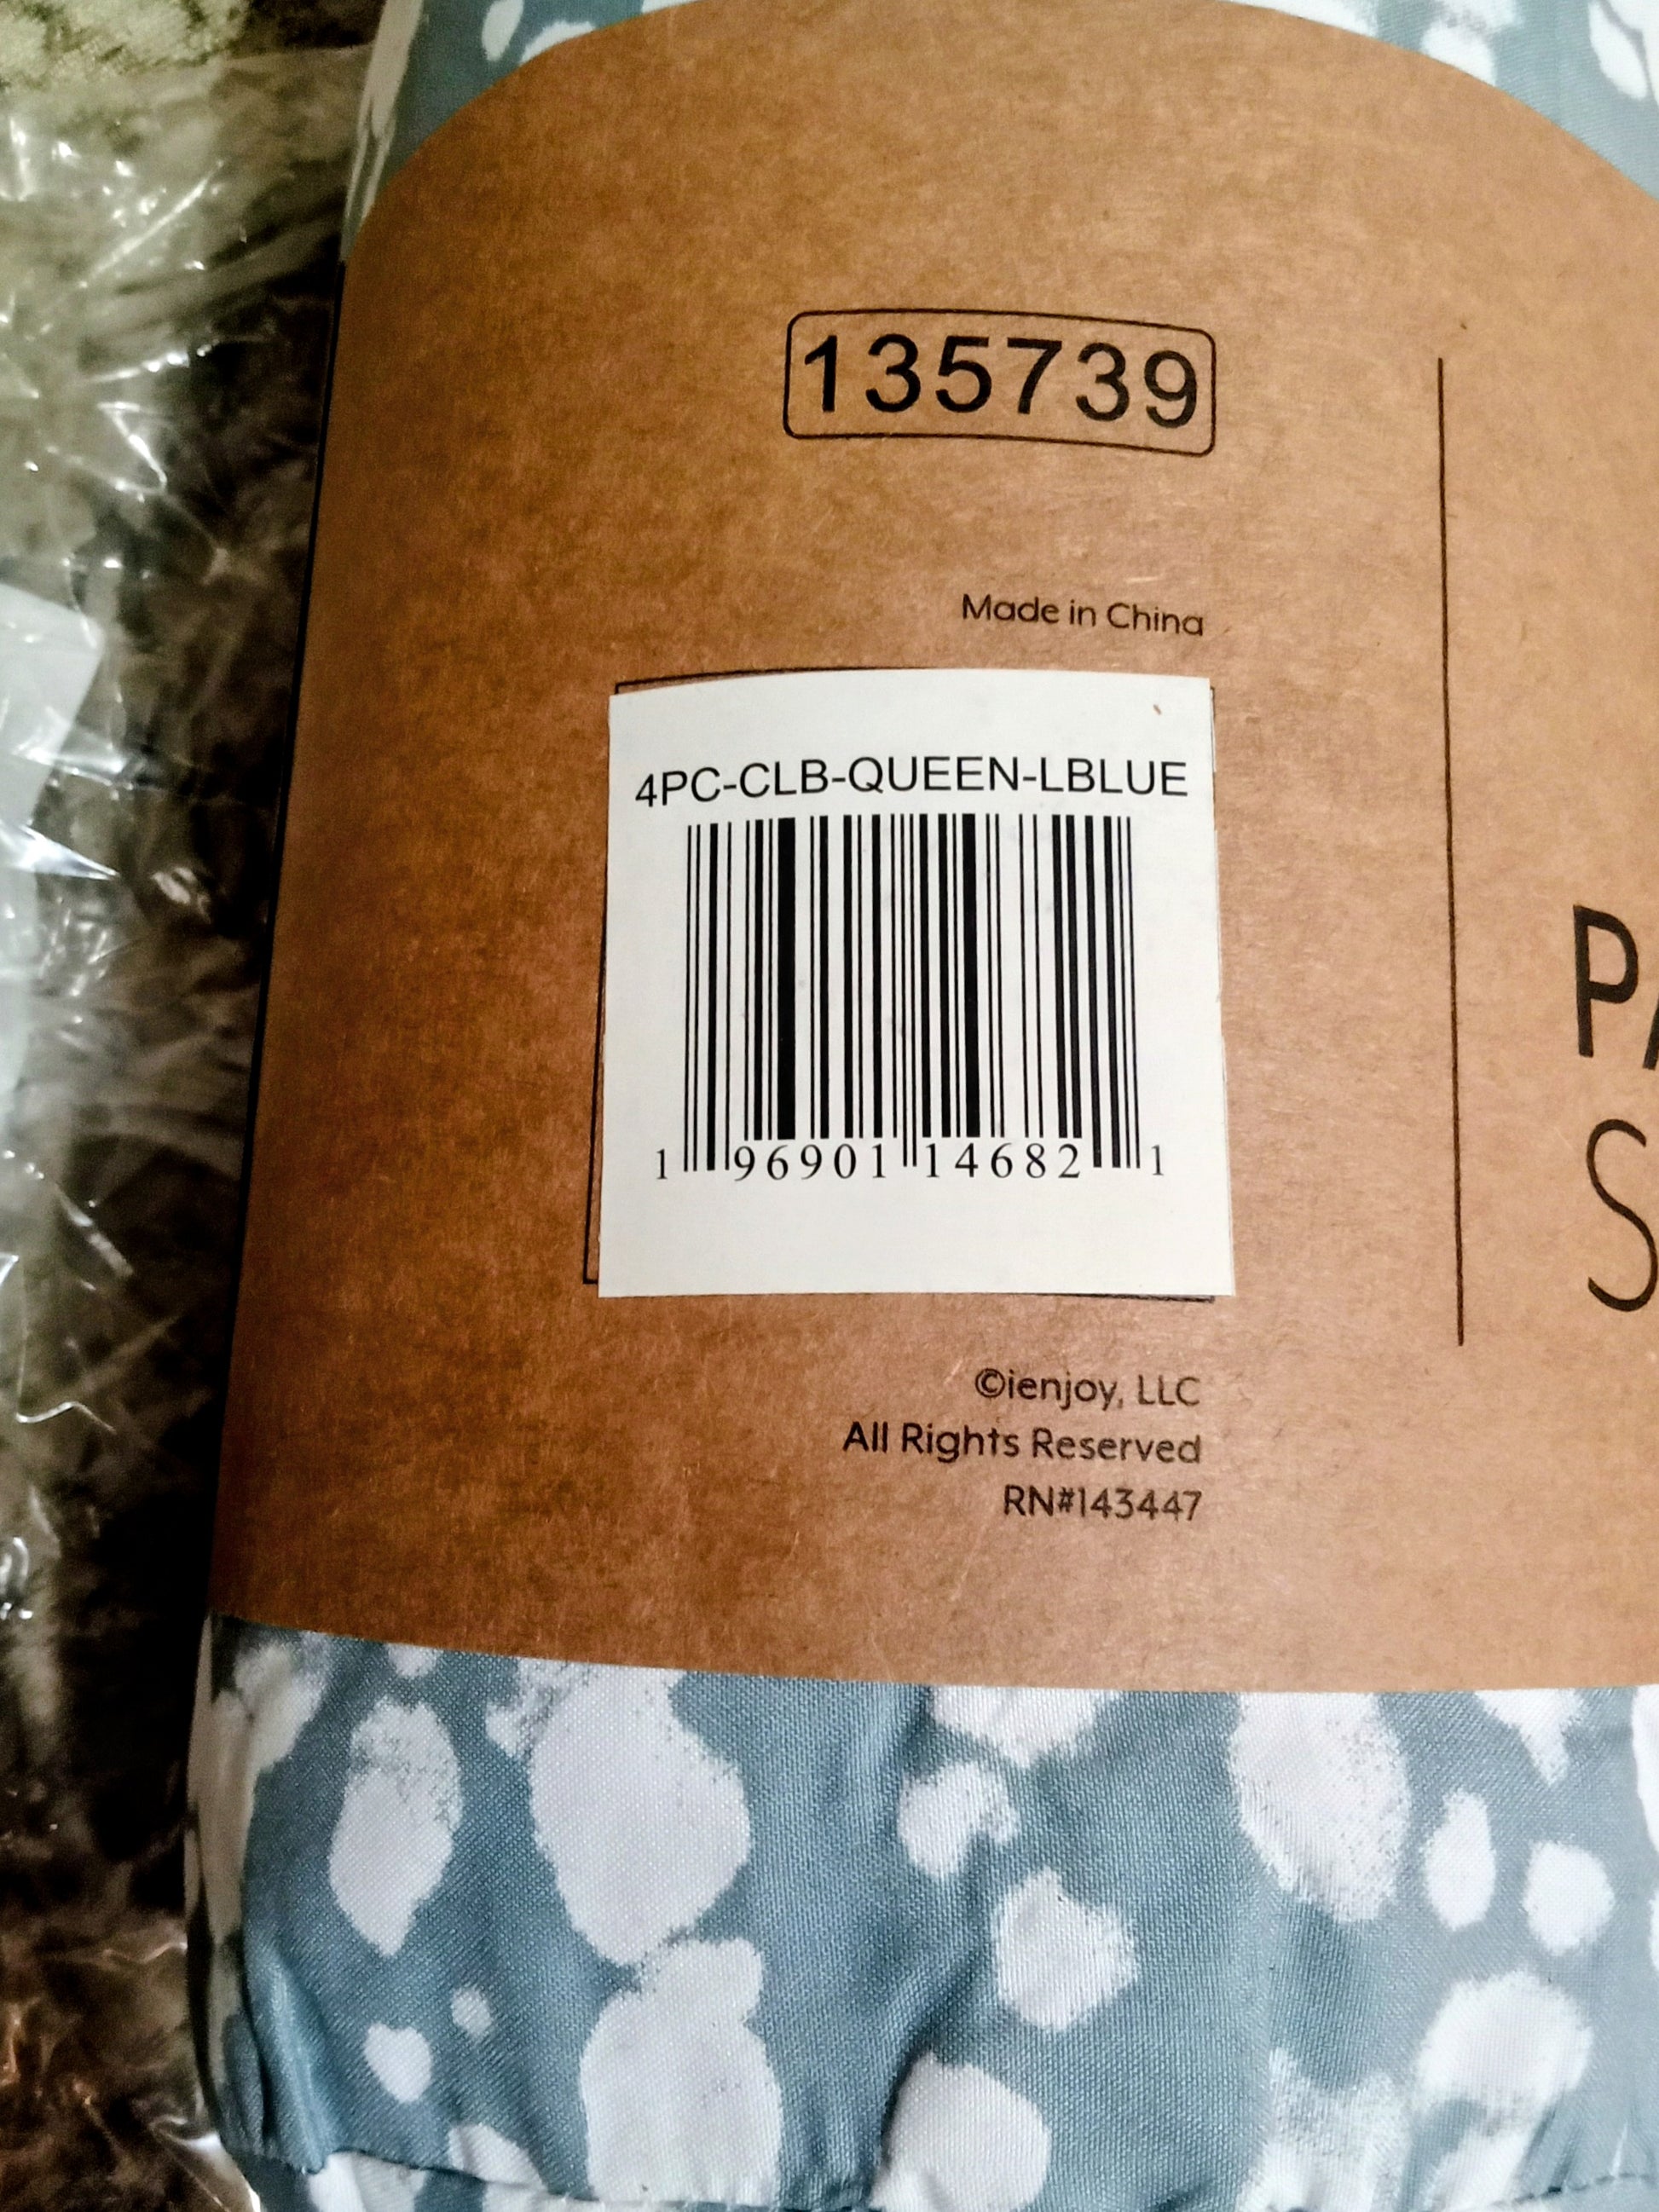 135739
Made in China
4PC-CLB-QUEEN-LBLUE
1 96901 14682 1
©ienjoy, LLC
All Rights Reserved
RN#143447